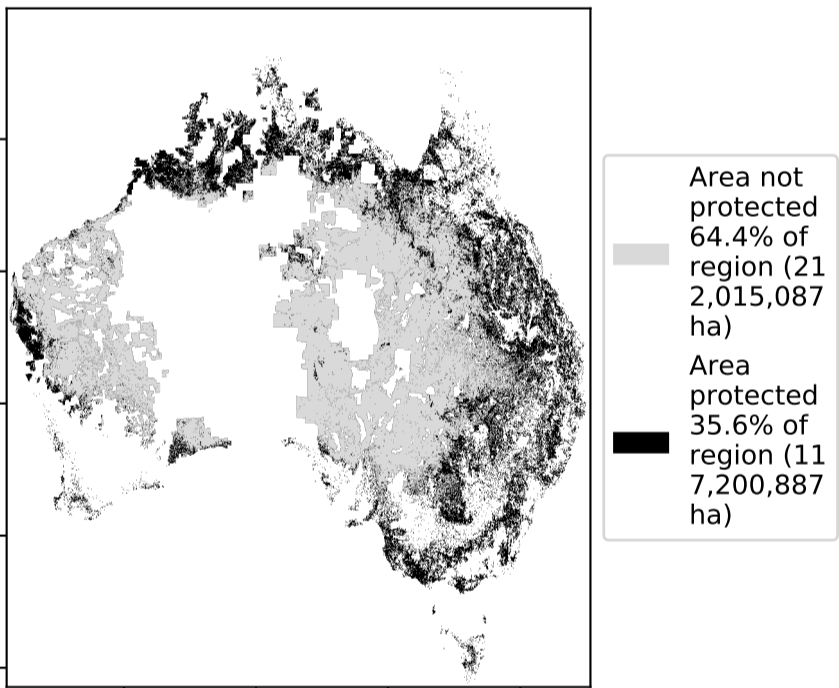 Area not
protected
64.4% of
region (21
2,015,087
ha)
Area
protected
35.6% of
region (11
7,200,887
ha)